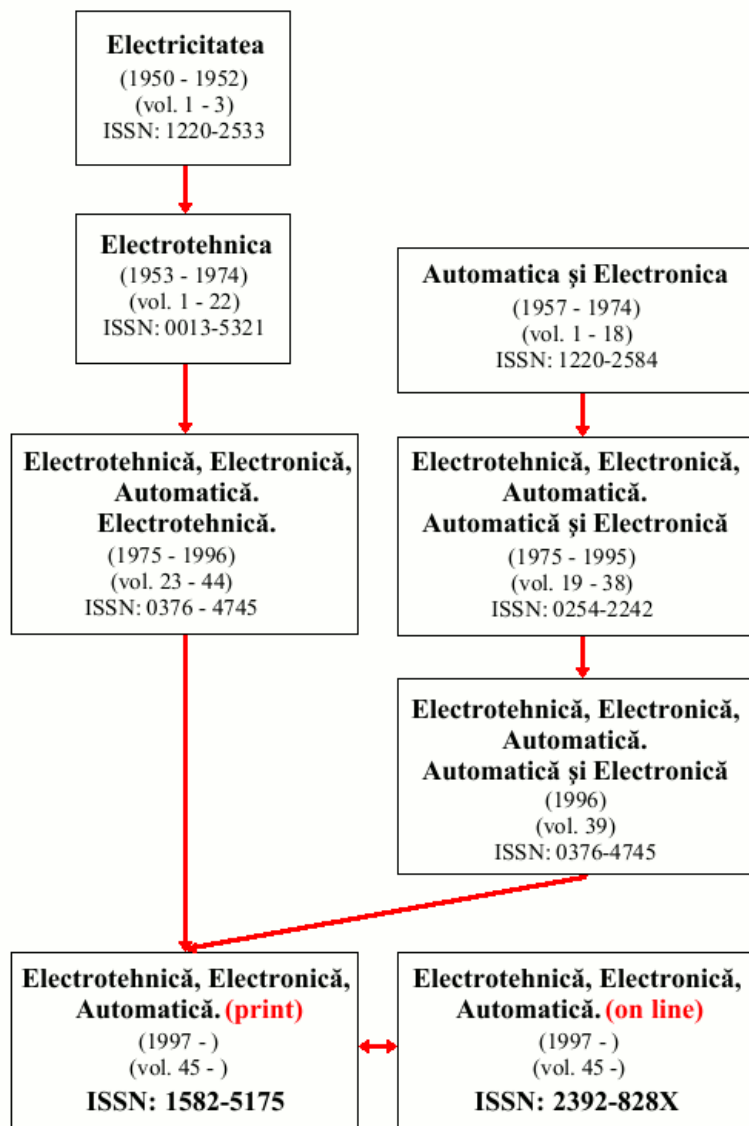 Electricitatea
(1950 - 1952)
(vol. 1 - 3)
ISSN: 1220-2533
Electrotehnica
(1953 - 1974)
(vol. 1 - 22)
ISSN: 0013-5321
Automatica și Electronica
(1957 - 1974)
(vol. 1 - 18)
ISSN: 1220-2584
Electrotehnică, Electronică,
Automatică.
Electrotehnică.
(1975 - 1996)
(vol. 23 - 44)
ISSN: 0376 - 4745
Electrotehnică, Electronică,
Automatică.
Automatică și Electronică
(1975 - 1995)
(vol. 19 - 38)
ISSN: 0254-2242
Electrotehnică, Electronică,
Automatică.
Automatică și Electronică
(1996)
(vol. 39)
ISSN: 0376-4745
Electrotehnică, Electronică,
Automatică. (print)
(1997 - )
(vol. 45 - )
ISSN: 1582-5175
Electrotehnică, Electronică,
Automatică. (on line)
(1997 - )
(vol. 45 -)
ISSN: 2392-828X